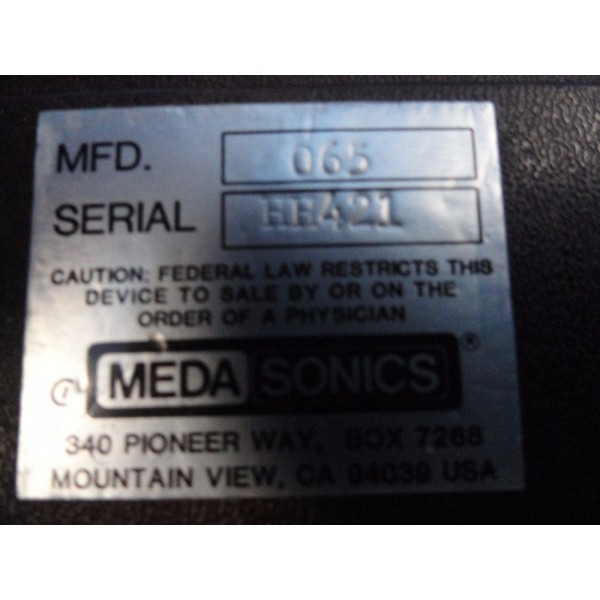 MFD. 065
SERIAL HH421
CAUTION: FEDERAL LAW RESTRICTS THIS
DEVICE TO SALE BY OR ON THE
ORDER OF A PHYSICIAN
MEDA SONICS ®
340 PIONEER WAY, BOX 7268
MOUNTAIN VIEW, CA 94039 USA